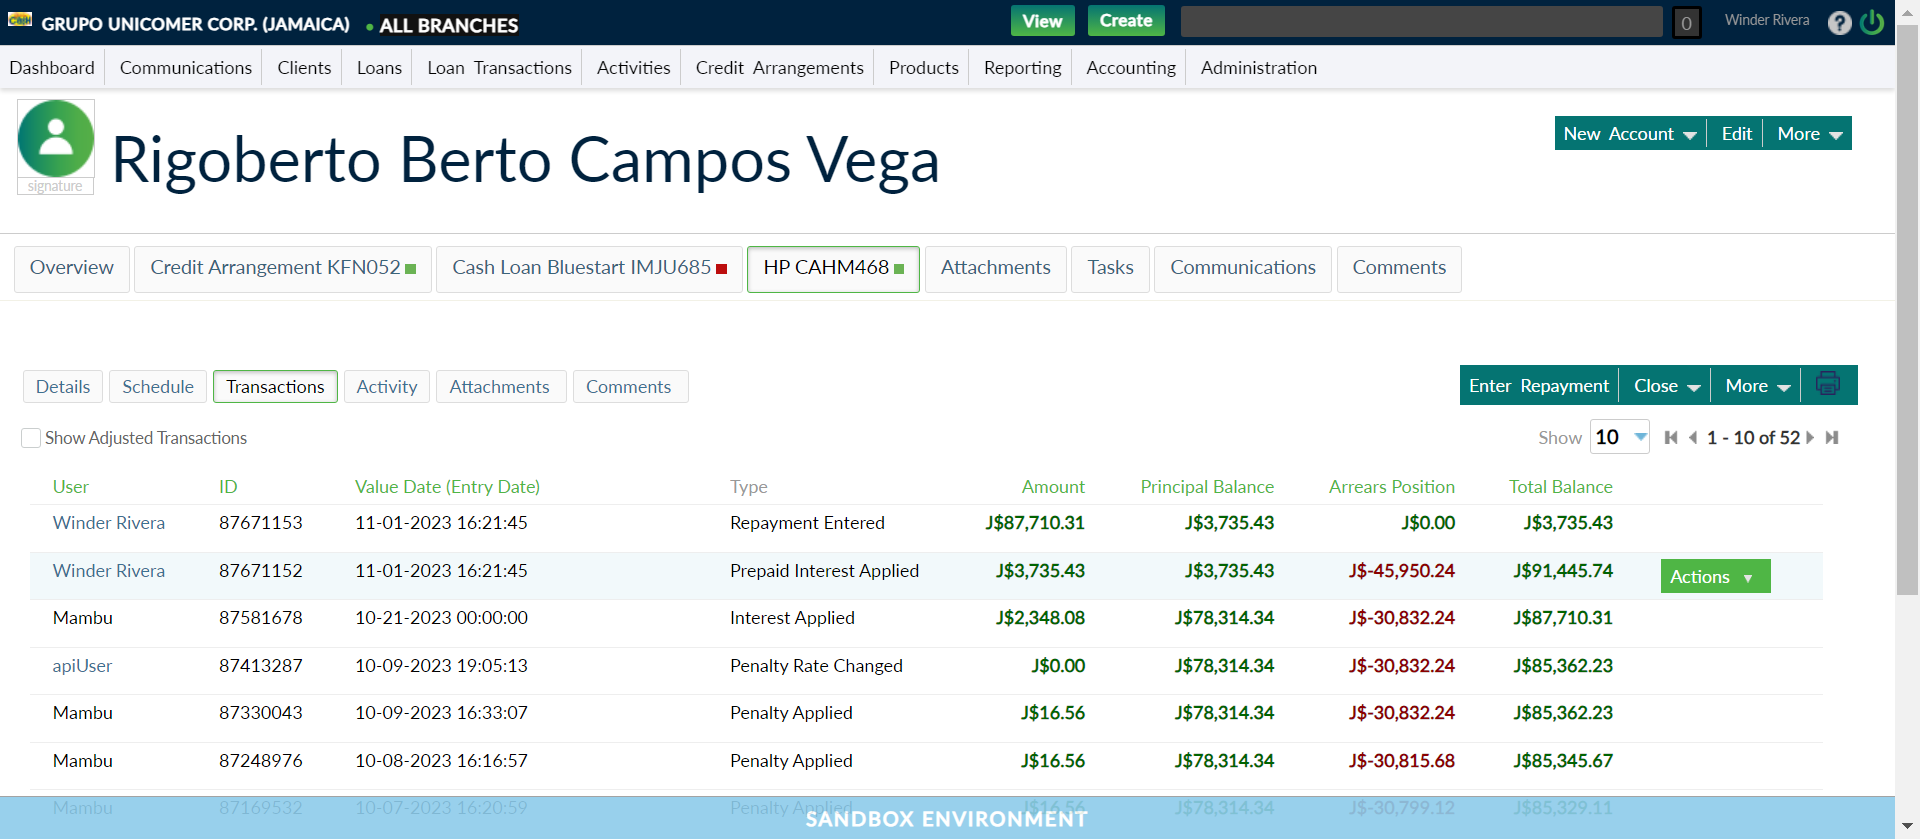 GRUPO UNICOMER CORP. (JAMAICA) ALL BRANCHES View Create 0 Winder Rivera ?
Dashboard Communications Clients Loans Loan Transactions Activities Credit Arrangements Products Reporting Accounting Administration
Rigoberto Berto Campos Vega
signature
New Account Edit More
Overview Credit Arrangement KFN052 Cash Loan Bluestart IMJU685 HP CAHM468 Attachments Tasks Communications Comments
Details Schedule Transactions Activity Attachments Comments Enter Repayment Close More
Show Adjusted Transactions Show 10 1 - 10 of 52
User ID Value Date (Entry Date) Type Amount Principal Balance Arrears Position Total Balance
Winder Rivera 87671153 11-01-2023 16:21:45 Repayment Entered J$87,710.31 J$3,735.43 J$0.00 J$3,735.43
Winder Rivera 87671152 11-01-2023 16:21:45 Prepaid Interest Applied J$3,735.43 J$3,735.43 J$-45,950.24 J$91,445.74 Actions
Mambu 87581678 10-21-2023 00:00:00 Interest Applied J$2,348.08 J$78,314.34 J$-30,832.24 J$87,710.31
apiUser 87413287 10-09-2023 19:05:13 Penalty Rate Changed J$0.00 J$78,314.34 J$-30,832.24 J$85,362.23
Mambu 87330043 10-09-2023 16:33:07 Penalty Applied J$16.56 J$78,314.34 J$-30,832.24 J$85,362.23
Mambu 87248976 10-08-2023 16:16:57 Penalty Applied J$16.56 J$78,314.34 J$-30,815.68 J$85,345.67
Mambu 87169532 10-07-2023 16:20:59 Penalty Applied J$16.56 J$78,314.34 J$-30,799.12 J$85,329.11
SANDBOX ENVIRONMENT